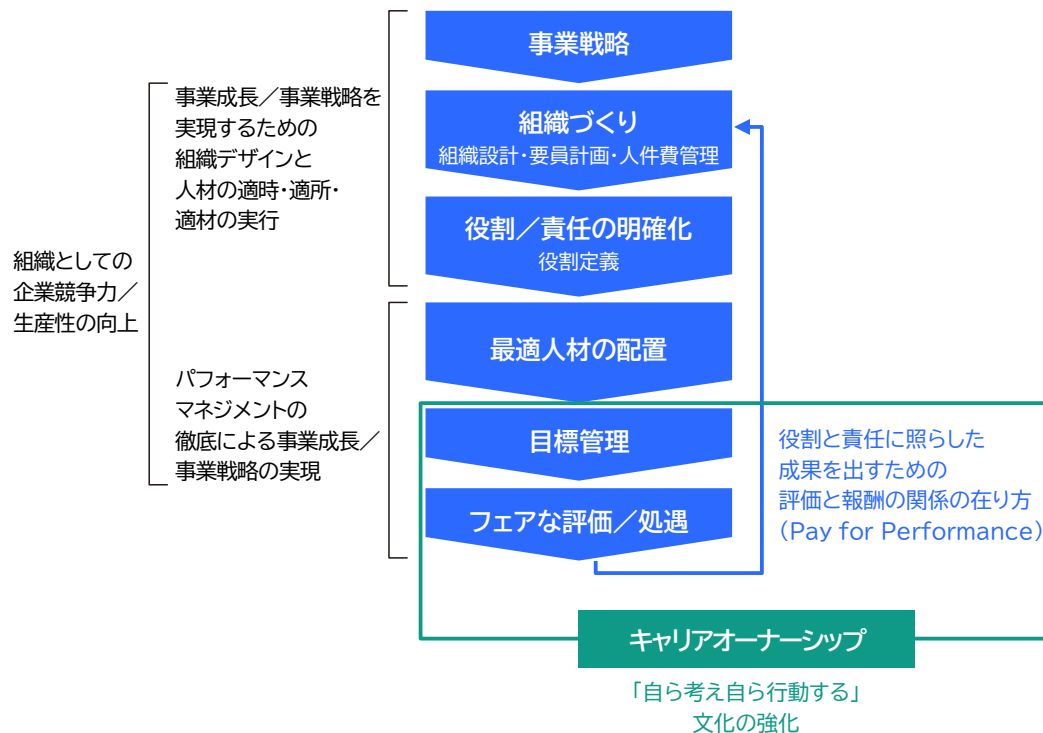 事業戦略
組織づくり
組織設計・要員計画・人件費管理
役割／責任の明確化
役割定義
最適人材の配置
目標管理
フェアな評価／処遇
事業成長／事業戦略を
実現するための
組織デザインと
人材の適時・適所・
適材の実行
組織としての
企業競争力／
生産性の向上
パフォーマンス
マネジメントの
徹底による事業成長／
事業戦略の実現
役割と責任に照らした
成果を出すための
評価と報酬の関係の在り方
（Pay for Performance）
キャリアオーナーシップ
「自ら考え自ら行動する」
文化の強化